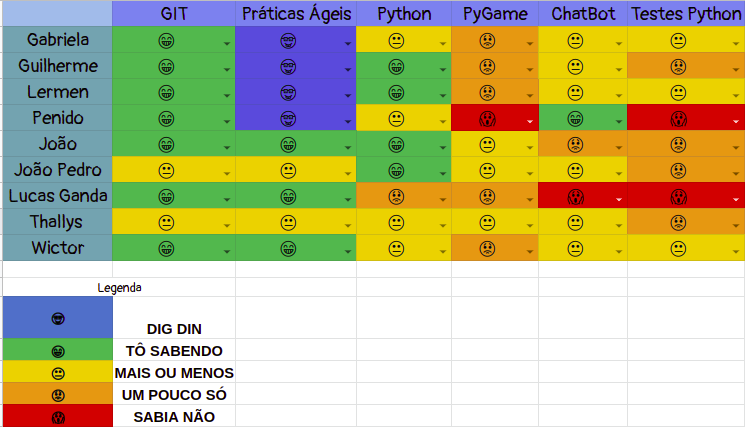 GIT Práticas Ágeis Python PyGame ChatBot Testes Python
Gabriela
Guilherme
Lermen
Penido
João
João Pedro
Lucas Ganda
Thallys
Wictor
Legenda
DIG DIN
TÔ SABENDO
MAIS OU MENOS
UM POUCO SÓ
SABIA NÃO